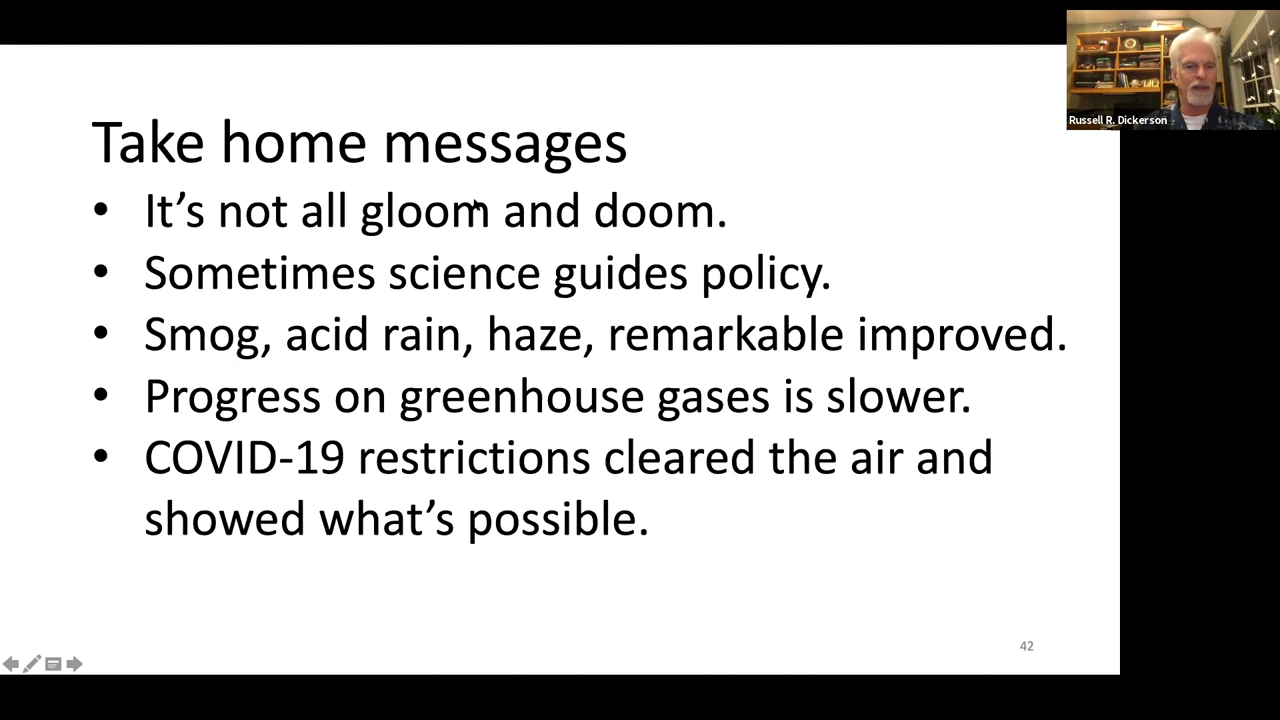 Russell R. Dickerson
Take home messages
• It’s not all gloom and doom.
• Sometimes science guides policy.
• Smog, acid rain, haze, remarkable improved.
• Progress on greenhouse gases is slower.
• COVID-19 restrictions cleared the air and
showed what’s possible.
42